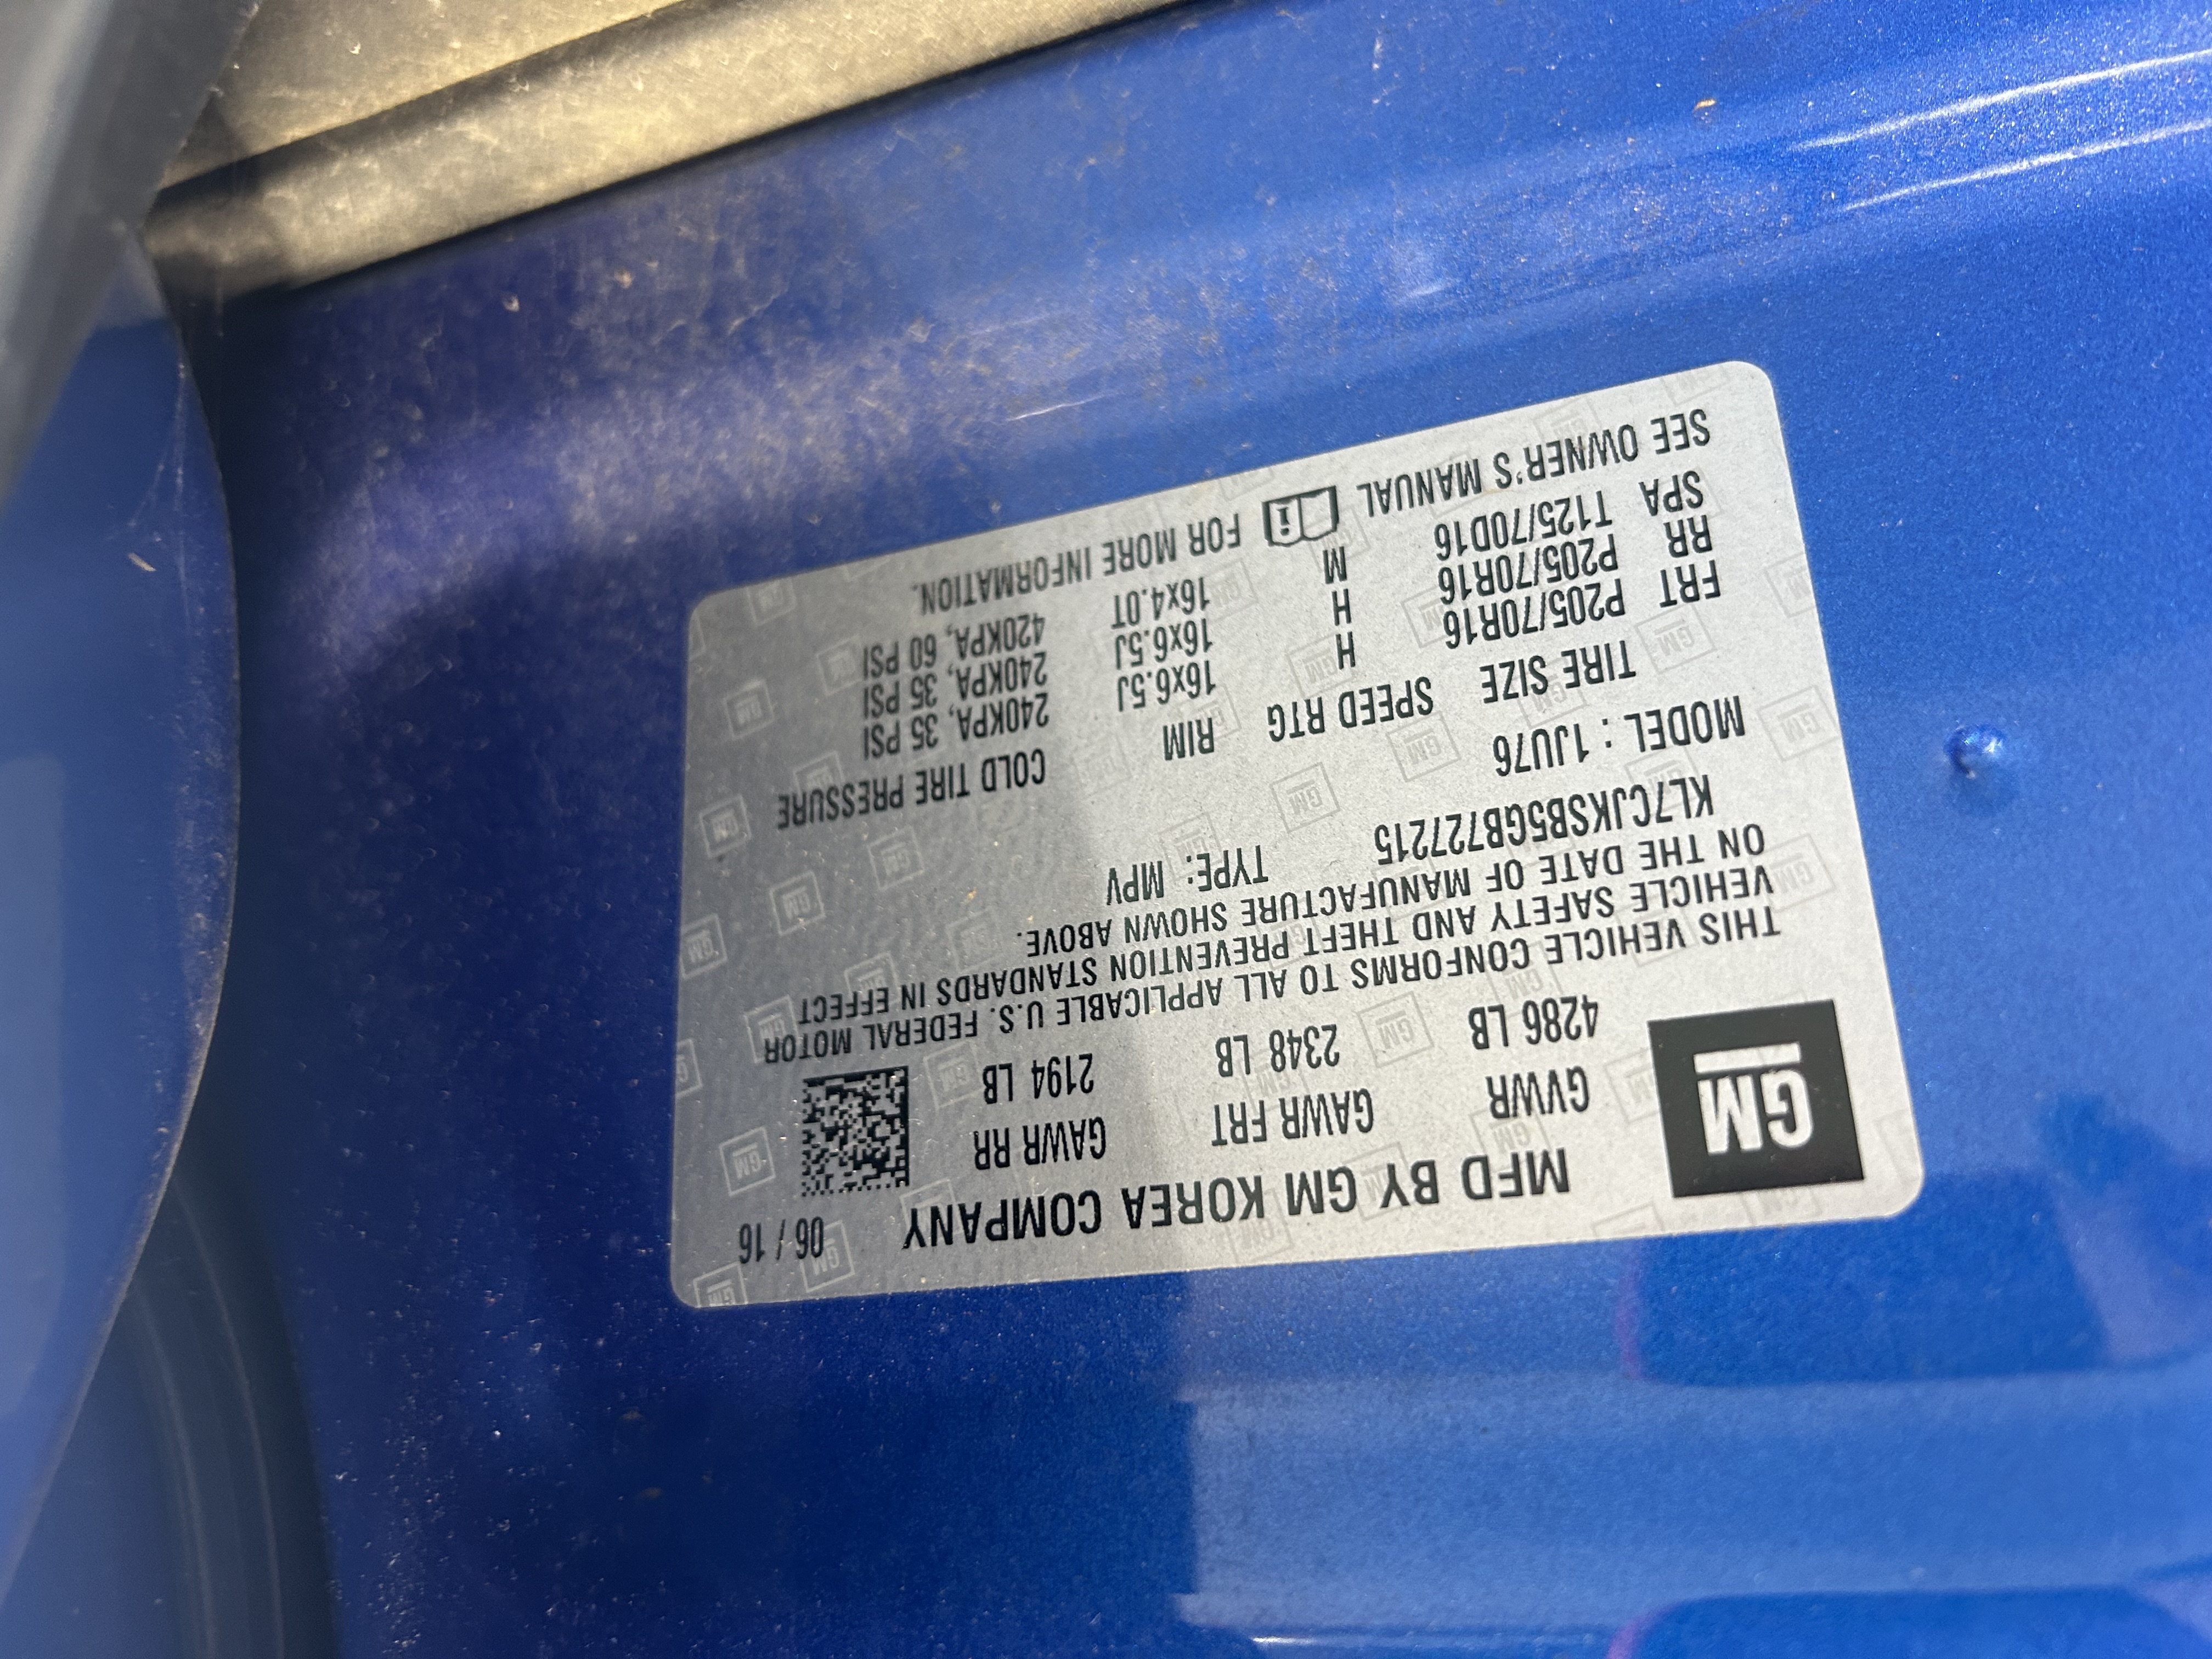 MFD BY GM KOREA COMPANY 06 / 16
GM
GVWR GAWR FRT GAWR RR
4286 LB 2348 LB 2194 LB
THIS VEHICLE CONFORMS TO ALL APPLICABLE U.S. FEDERAL MOTOR
VEHICLE SAFETY AND THEFT PREVENTION STANDARDS IN EFFECT
ON THE DATE OF MANUFACTURE SHOWN ABOVE.
KL7CJKSB5GB727215 TYPE: MPV
MODEL : 1JU76
TIRE SIZE SPEED RTG RIM COLD TIRE PRESSURE
FRT P205/70R16 H 16x6.5J 240KPA, 35 PSI
RR P205/70R16 H 16x6.5J 240KPA, 35 PSI
SPA T125/70D16 M 16x4.0T 420KPA, 60 PSI
SEE OWNER'S MANUAL i FOR MORE INFORMATION.